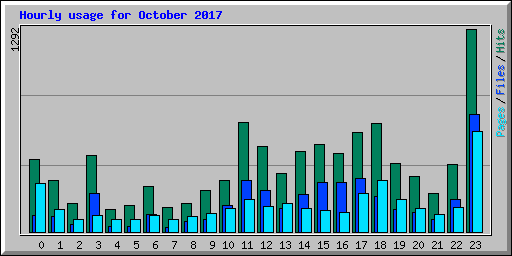 Hourly usage for October 2017
1292
Pages/Files/Hits
0 1 2 3 4 5 6 7 8 9 10 11 12 13 14 15 16 17 18 19 20 21 22 23